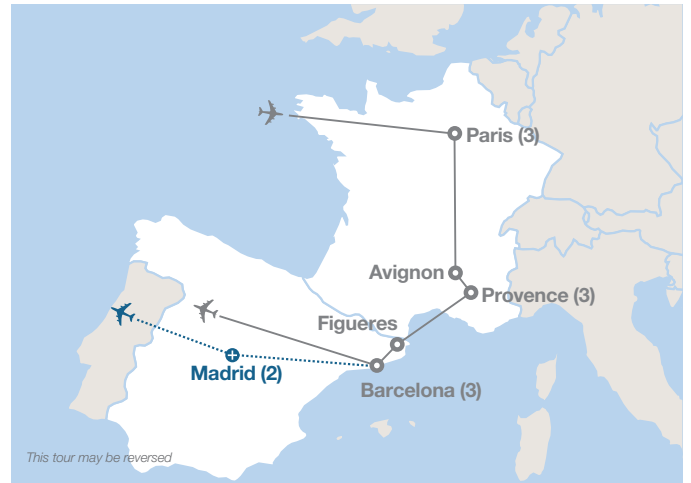 Paris (3)
Avignon
Provence (3)
Figueres
Madrid (2)
Barcelona (3)
This tour may be reversed